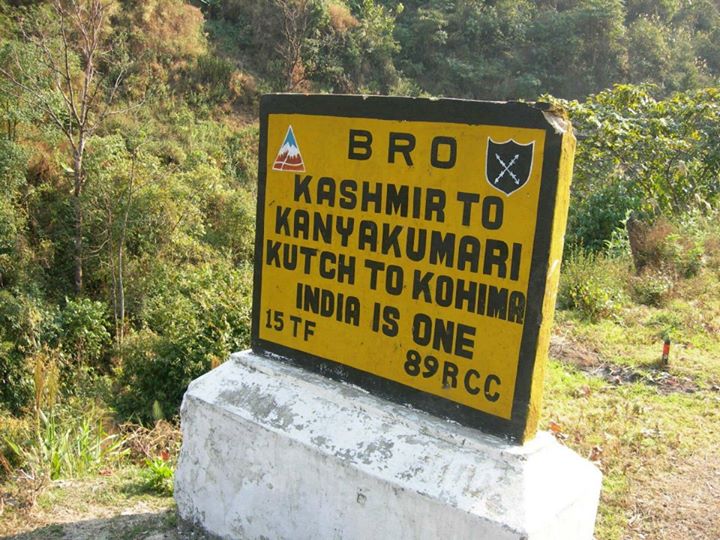 BRO
KASHMIR TO
KANYAKUMARI
KUTCH TO KOHIMA
INDIA IS ONE
15 TF 89 RCC